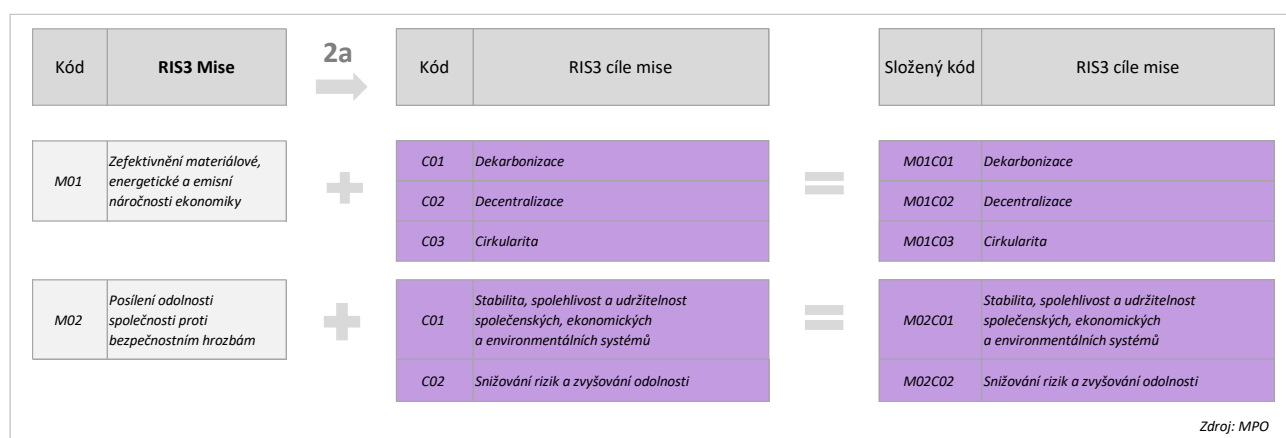 Kód
RIS3 Mise
2a
Kód
RIS3 cíle mise
Složený kód
RIS3 cíle mise
M01
Zefektivnění materiálové,
energetické a emisní
náročnosti ekonomiky
C01
Dekarbonizace
C02
Decentralizace
C03
Cirkularita
M01C01
Dekarbonizace
M01C02
Decentralizace
M01C03
Cirkularita
M02
Posílení odolnosti
společnosti proti
bezpečnostním hrozbám
C01
Stabilita, spolehlivost a udržitelnost
společenských, ekonomických
a environmentálních systémů
C02
Snižování rizik a zvyšování odolnosti
M02C01
Stabilita, spolehlivost a udržitelnost
společenských, ekonomických
a environmentálních systémů
M02C02
Snižování rizik a zvyšování odolnosti
Zdroj: MPO